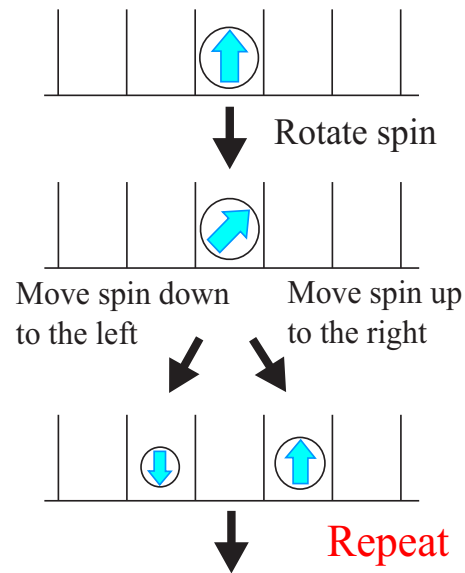 Rotate spin
Move spin down
to the left
Move spin up
to the right
Repeat